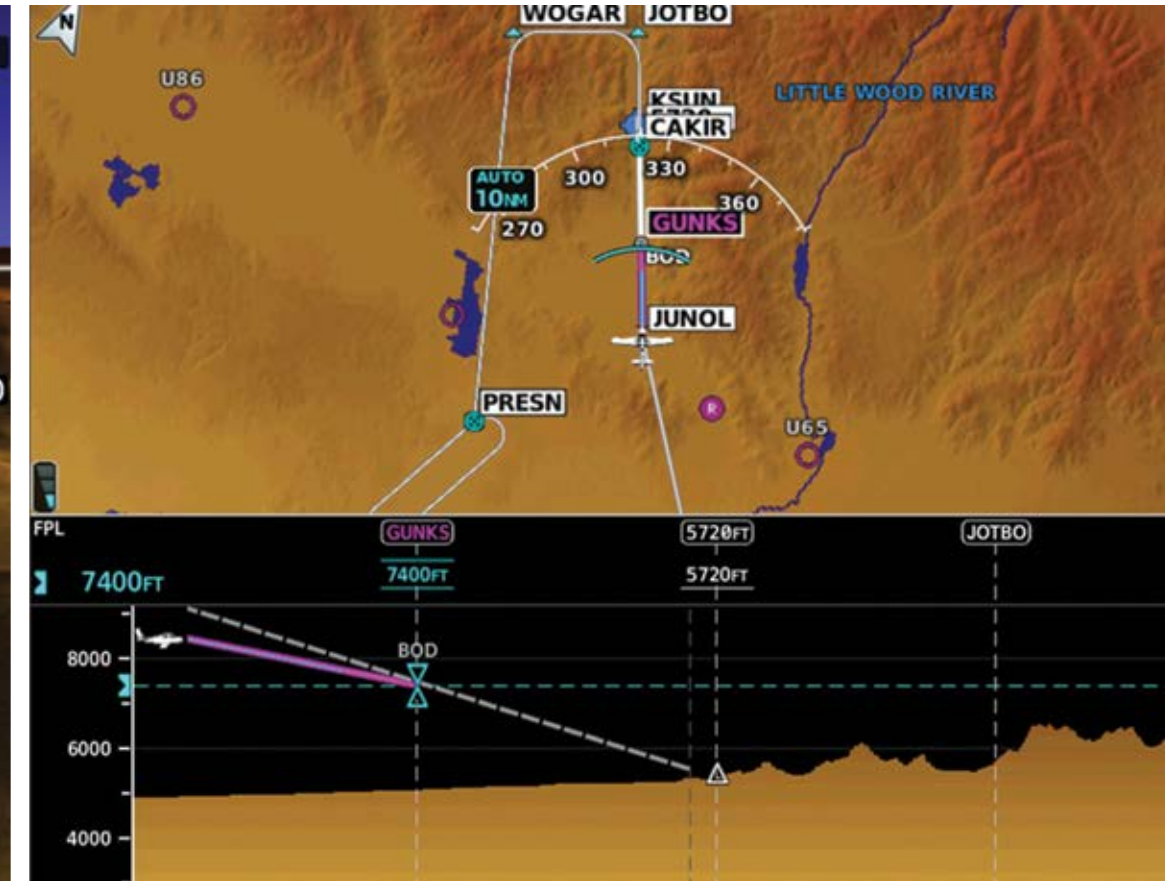 WOGAR JOTBO
N
U86
LITTLE WOOD RIVER
KSUN
CAKIR
AUTO
10NM
270
300
330
360
GUNKS
BOD
JUNOL
PRESN
R
U65
FPL
GUNKS 5720FT JOTBO
7400FT 7400FT 5720FT
BOD
8000
6000
4000